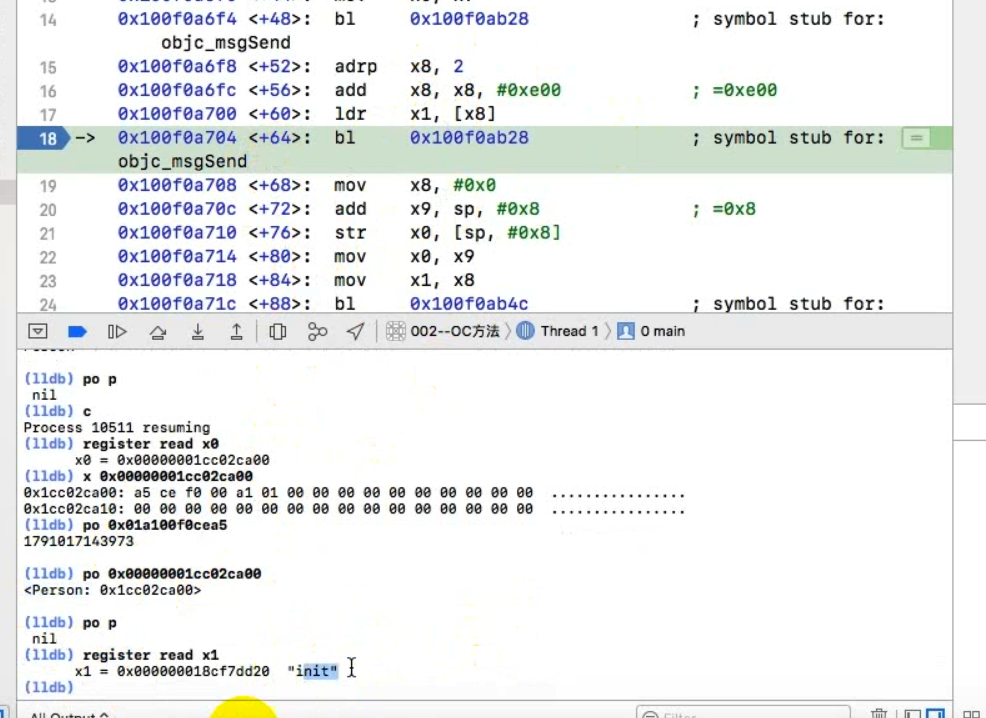 14 0x100f0a6f4 <+48>: bl 0x100f0ab28 ; symbol stub for:
objc_msgSend
15 0x100f0a6f8 <+52>: adrp x8, 2
16 0x100f0a6fc <+56>: add x8, x8, #0xe00 ; =0xe00
17 0x100f0a700 <+60>: ldr x1, [x8]
18 -> 0x100f0a704 <+64>: bl 0x100f0ab28 ; symbol stub for: =
objc_msgSend
19 0x100f0a708 <+68>: mov x8, #0x0
20 0x100f0a70c <+72>: add x9, sp, #0x8 ; =0x8
21 0x100f0a710 <+76>: str x0, [sp, #0x8]
22 0x100f0a714 <+80>: mov x0, x9
23 0x100f0a718 <+84>: mov x1, x8
24 0x100f0a71c <+88>: bl 0x100f0ab4c ; symbol stub for:
002--OC方法 Thread 1 0 main
(lldb) po p
nil
(lldb) c
Process 10511 resuming
(lldb) register read x0
x0 = 0x00000001cc02ca00
(lldb) x 0x00000001cc02ca00
0x1cc02ca00: a5 ce f0 00 a1 01 00 00 00 00 00 00 00 00 00 00 ................
0x1cc02ca10: 00 00 00 00 00 00 00 00 00 00 00 00 00 00 00 00 ................
(lldb) po 0x01a100f0cea5
1791017143973
(lldb) po 0x00000001cc02ca00
<Person: 0x1cc02ca00>
(lldb) po p
nil
(lldb) register read x1
x1 = 0x000000018cf7dd20 "init"
(lldb)
All Output Filter